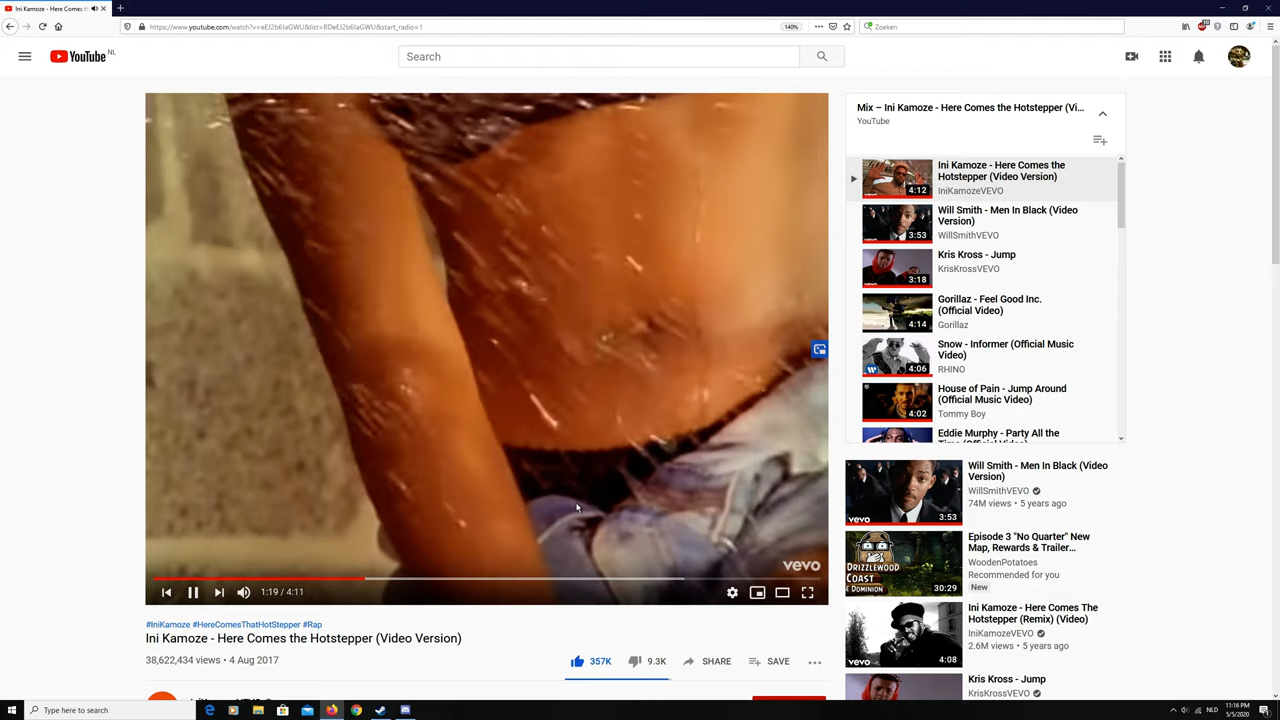 Ini Kamoze - Here Comes t
https://www.youtube.com/watch?v=eEJ2b6IaGWU&list=RDeEJ2b6IaGWU&start_radio=1
140%
Zoeken
YouTube NL
Search
Mix – Ini Kamoze - Here Comes the Hotstepper (Vi...
YouTube
Ini Kamoze - Here Comes the
Hotstepper (Video Version)
IniKamozeVEVO
4:12
Will Smith - Men In Black (Video
Version)
WillSmithVEVO
3:53
Kris Kross - Jump
KrisKrossVEVO
3:18
Gorillaz - Feel Good Inc.
(Official Video)
Gorillaz
4:14
Snow - Informer (Official Music
Video)
RHINO
4:06
House of Pain - Jump Around
(Official Music Video)
Tommy Boy
4:02
Eddie Murphy - Party All the
vevo
1:19 / 4:11
#IniKamoze #HereComesThatHotStepper #Rap
Ini Kamoze - Here Comes the Hotstepper (Video Version)
38,622,434 views • 4 Aug 2017
357K
9.3K
SHARE
SAVE
Will Smith - Men In Black (Video
Version)
WillSmithVEVO
74M views • 5 years ago
vevo
3:53
Episode 3 "No Quarter" New
Map, Rewards & Trailer...
WoodenPotatoes
Recommended for you
New
DRIZZLEWOOD
COAST
& DOMINION
30:29
Ini Kamoze - Here Comes The
Hotstepper (Remix) (Video)
IniKamozeVEVO
2.6M views • 5 years ago
vevo
4:08
Kris Kross - Jump
KrisKrossVEVO
Type here to search
NLD
11:16 PM
5/5/2020